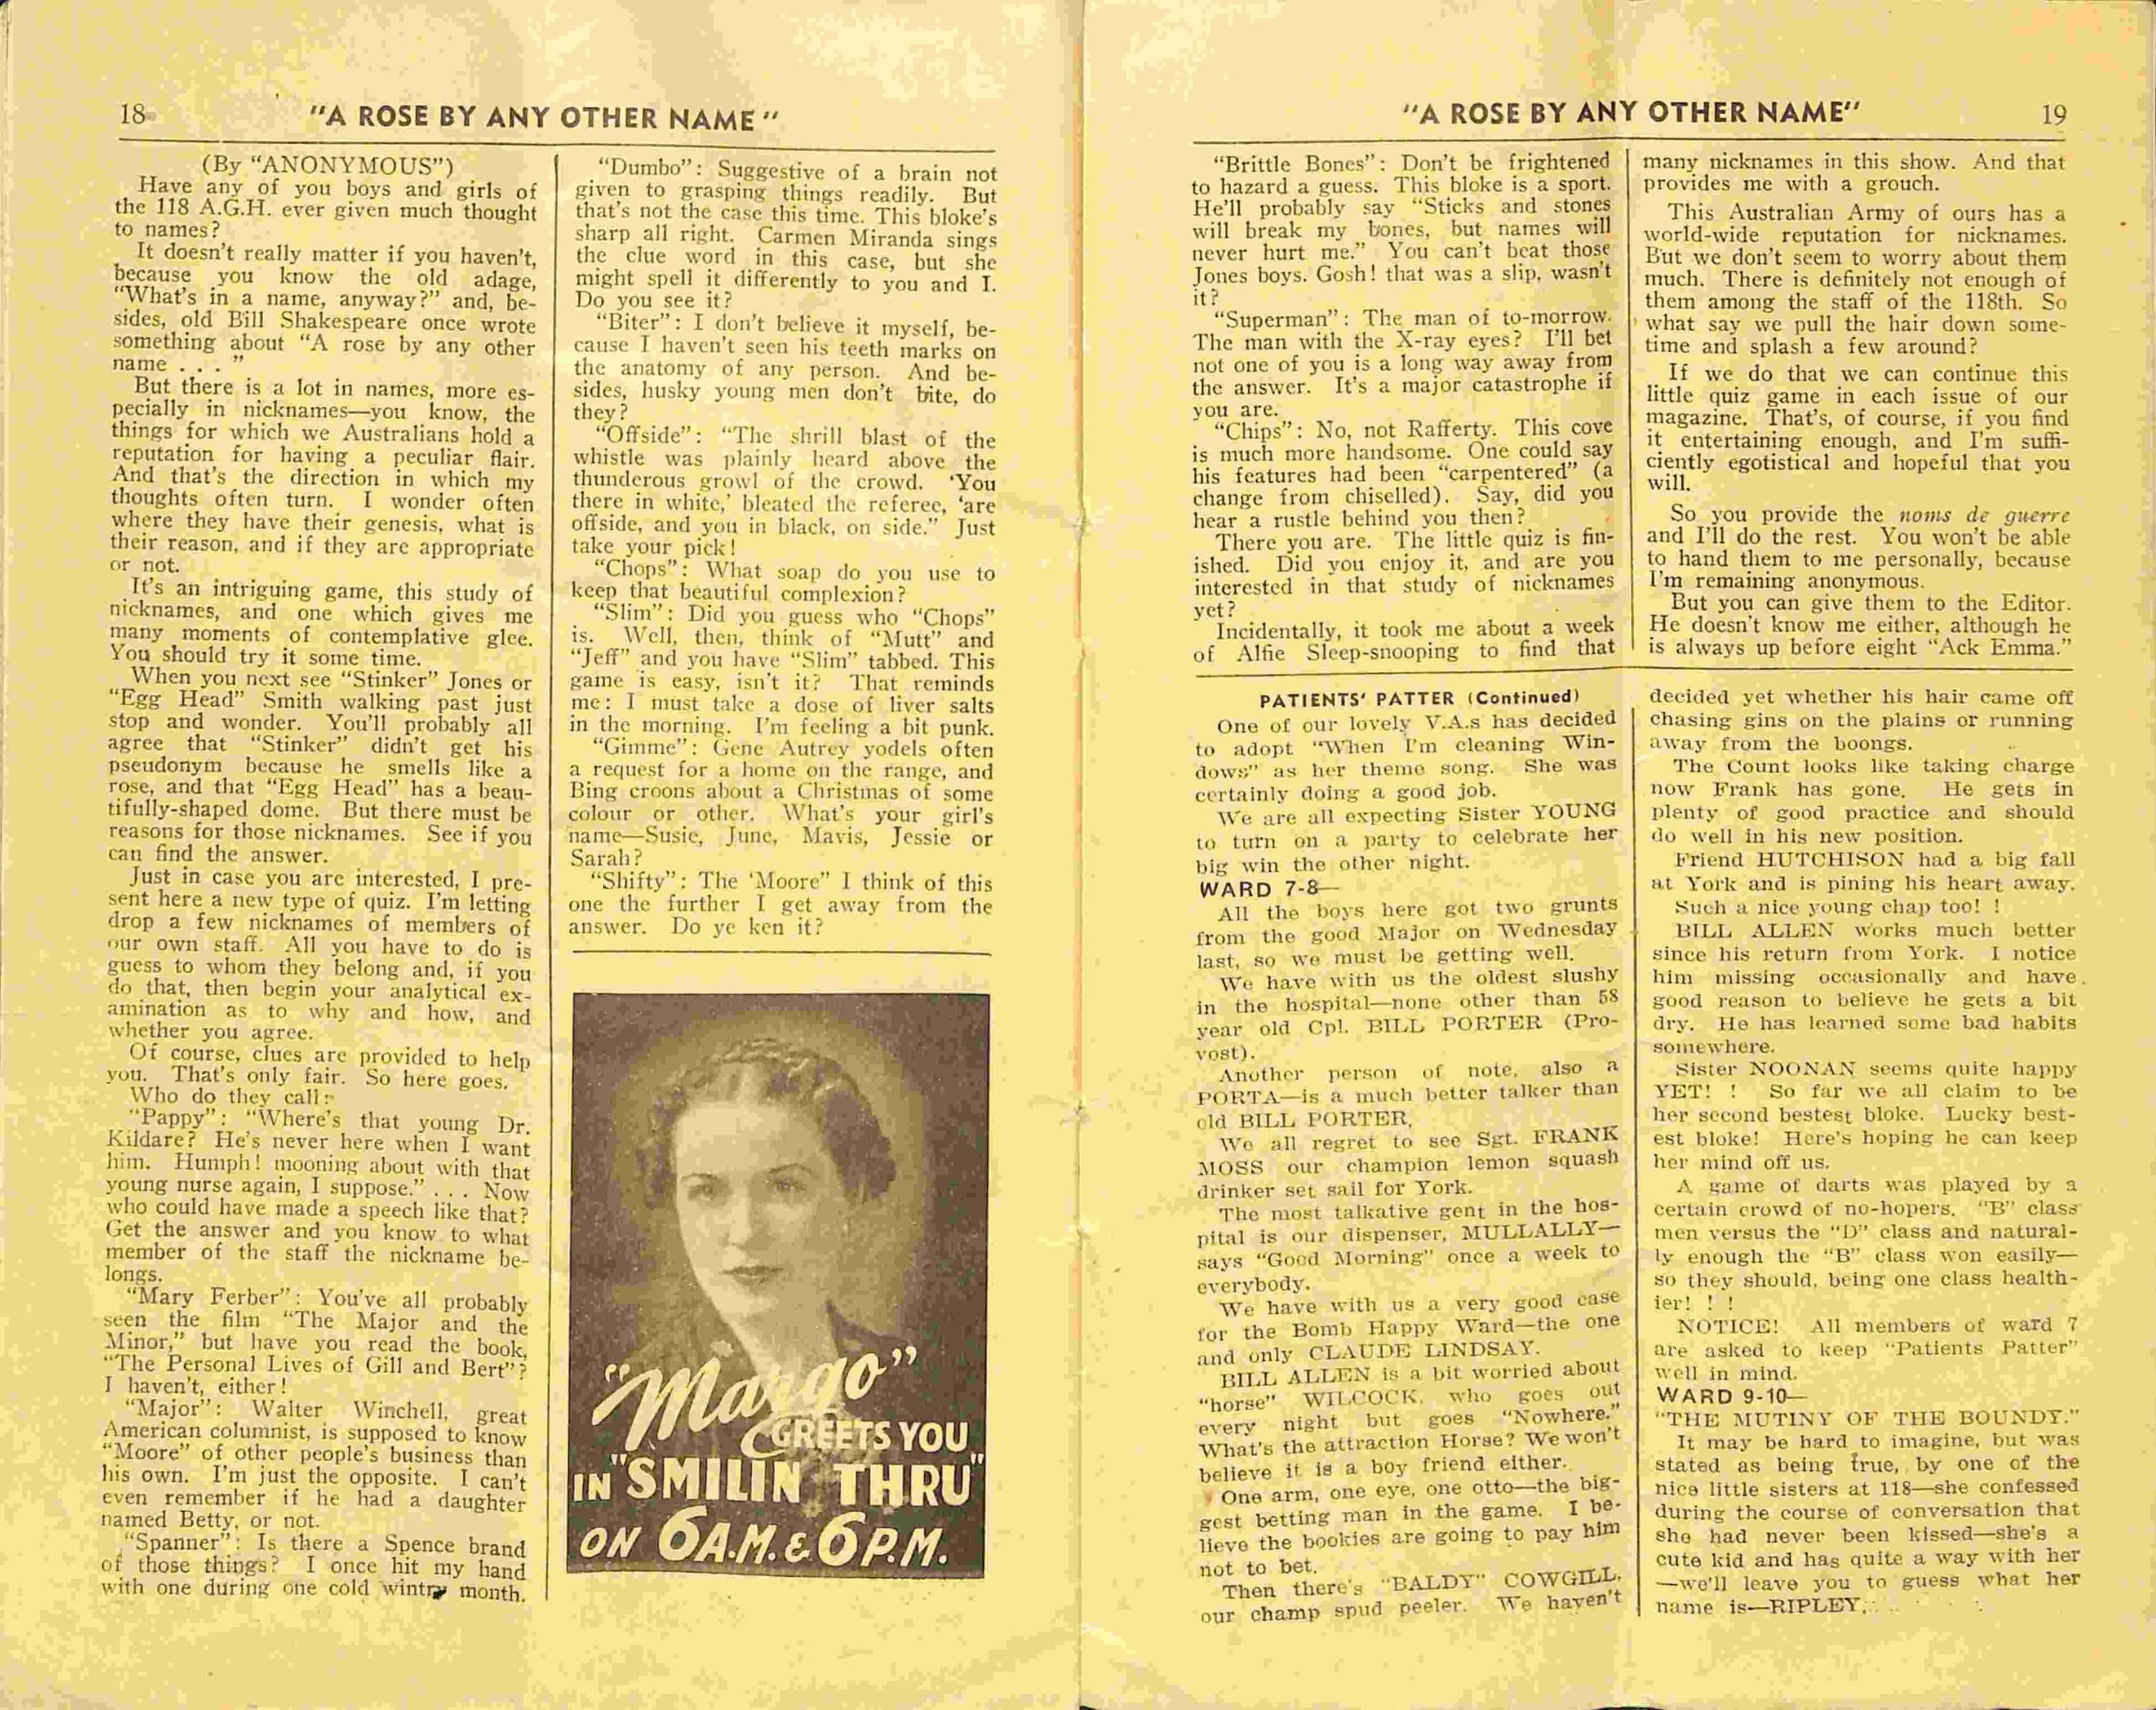 18
"A ROSE BY ANY OTHER NAME"
(By "ANONYMOUS")
Have any of you boys and girls of
the 118 A.G.H. ever given much thought
to names?
It doesn't really matter if you haven't,
because you know the old adage,
"What's in a name, anyway?" and, be-
sides, old Bill Shakespeare once wrote
something about "A rose by any other
name . . . "
But there is a lot in names, more es-
pecially in nicknames—you know, the
things for which we Australians hold a
reputation for having a peculiar flair.
And that's the direction in which my
thoughts often turn. I wonder often
where they have their genesis, what is
their reason, and if they are appropriate
or not.
It's an intriguing game, this study of
nicknames, and one which gives me
many moments of contemplative glee.
You should try it some time.
When you next see "Stinker" Jones or
"Egg Head" Smith walking past just
stop and wonder. You'll probably all
agree that "Stinker" didn't get his
pseudonym because he smells like a
rose, and that "Egg Head" has a beau-
tifully-shaped dome. But there must be
reasons for those nicknames. See if you
can find the answer.
Just in case you are interested, I pre-
sent here a new type of quiz. I'm letting
drop a few nicknames of members of
our own staff. All you have to do is
guess to whom they belong and, if you
do that, then begin your analytical ex-
amination as to why and how, and
whether you agree.
Of course, clues are provided to help
you. That's only fair. So here goes.
Who do they call:
"Pappy": "Where's that young Dr.
Kildare? He's never here when I want
him. Humph! mooning about with that
young nurse again, I suppose." . . . Now
who could have made a speech like that?
Get the answer and you know to what
member of the staff the nickname be-
longs.
"Mary Ferber": You've all probably
seen the film "The Major and the
Minor," but have you read the book,
"The Personal Lives of Gill and Bert"?
I haven't, either!
"Major": Walter Winchell, great
American columnist, is supposed to know
"Moore" of other people's business than
his own. I'm just the opposite. I can't
even remember if he had a daughter
named Betty, or not.
"Spanner": Is there a Spence brand
of those things? I once hit my hand
with one during one cold wintry month.
"Dumbo": Suggestive of a brain not
given to grasping things readily. But
that's not the case this time. This bloke's
sharp all right. Carmen Miranda sings
the clue word in this case, but she
might spell it differently to you and I.
Do you see it?
"Biter": I don't believe it myself, be-
cause I haven't seen his teeth marks on
the anatomy of any person. And be-
sides, husky young men don't bite, do
they?
"Offside": "The shrill blast of the
whistle was plainly heard above the
thunderous growl of the crowd. 'You
there in white,' bleated the referee, 'are
offside, and you in black, on side." Just
take your pick!
"Chops": What soap do you use to
keep that beautiful complexion?
"Slim": Did you guess who "Chops"
is. Well, then, think of "Mutt" and
"Jeff" and you have "Slim" tabbed. This
game is easy, isn't it? That reminds
me: I must take a dose of liver salts
in the morning. I'm feeling a bit punk.
"Gimme": Gene Autrey yodels often
a request for a home on the range, and
Bing croons about a Christmas of some
colour or other. What's your girl's
name—Susie, June, Mavis, Jessie or
Sarah?
"Shifty": The 'Moore" I think of this
one the further I get away from the
answer. Do ye ken it?
"Margo"
GREETS YOU
IN "SMILIN THRU"
ON 6 A.M. & 6 P.M.
"A ROSE BY ANY OTHER NAME"
19
"Brittle Bones": Don't be frightened
to hazard a guess. This bloke is a sport.
He'll probably say "Sticks and stones
will break my bones, but names will
never hurt me." You can't beat those
Jones boys. Gosh! that was a slip, wasn't
it?
"Superman": The man of to-morrow.
The man with the X-ray eyes? I'll bet
not one of you is a long way away from
the answer. It's a major catastrophe if
you are.
"Chips": No, not Rafferty. This cove
is much more handsome. One could say
his features had been "carpentered" (a
change from chiselled). Say, did you
hear a rustle behind you then?
There you are. The little quiz is fin-
ished. Did you enjoy it, and are you
interested in that study of nicknames
yet?
Incidentally, it took me about a week
of Alfie Sleep-snooping to find that
many nicknames in this show. And that
provides me with a grouch.
This Australian Army of ours has a
world-wide reputation for nicknames.
But we don't seem to worry about them
much. There is definitely not enough of
them among the staff of the 118th. So
what say we pull the hair down some-
time and splash a few around?
If we do that we can continue this
little quiz game in each issue of our
magazine. That's, of course, if you find
it entertaining enough, and I'm suffi-
ciently egotistical and hopeful that you
will.
So you provide the noms de guerre
and I'll do the rest. You won't be able
to hand them to me personally, because
I'm remaining anonymous.
But you can give them to the Editor.
He doesn't know me either, although he
is always up before eight "Ack Emma."
PATIENTS' PATTER (Continued)
One of our lovely V.A.s has decided
to adopt "When I'm cleaning Win-
dows" as her theme song. She was
certainly doing a good job.
We are all expecting Sister YOUNG
to turn on a party to celebrate her
big win the other night.
WARD 7-8—
All the boys here got two grunts
from the good Major on Wednesday
last, so we must be getting well.
We have with us the oldest slushy
in the hospital—none other than 58
year old Cpl. BILL PORTER (Pro-
vost).
Another person of note, also a
PORTA—is a much better talker than
old BILL PORTER.
We all regret to see Sgt. FRANK
MOSS our champion lemon squash
drinker set sail for York.
The most talkative gent in the hos-
pital is our dispenser, MULLALLY—
says "Good Morning" once a week to
everybody.
We have with us a very good case
for the Bomb Happy Ward—the one
and only CLAUDE LINDSAY.
BILL ALLEN is a bit worried about
"horse" WILCOCK, who goes out
every night but goes "Nowhere."
What's the attraction Horse? We won't
believe it is a boy friend either.
One arm, one eye, one otto—the big-
gest betting man in the game. I be-
lieve the bookies are going to pay him
not to bet.
Then there's "BALDY" COWGILL,
our champ spud peeler. We haven't
decided yet whether his hair came off
chasing gins on the plains or running
away from the boongs.
The Count looks like taking charge
now Frank has gone. He gets in
plenty of good practice and should
do well in his new position.
Friend HUTCHISON had a big fall
at York and is pining his heart away.
Such a nice young chap too! !
BILL ALLEN works much better
since his return from York. I notice
him missing occasionally and have
good reason to believe he gets a bit
dry. He has learned some bad habits
somewhere.
Sister NOONAN seems quite happy
YET! ! So far we all claim to be
her second bestest bloke. Lucky best-
est bloke! Here's hoping he can keep
her mind off us.
A game of darts was played by a
certain crowd of no-hopers, "B" class
men versus the "D" class and natural-
ly enough the "B" class won easily—
so they should, being one class health-
ier! ! !
NOTICE! All members of ward 7
are asked to keep "Patients Patter"
well in mind.
WARD 9-10—
"THE MUTINY OF THE BOUNDY."
It may be hard to imagine, but was
stated as being true, by one of the
nice little sisters at 118—she confessed
during the course of conversation that
she had never been kissed—she's a
cute kid and has quite a way with her
—we'll leave you to guess what her
name is—RIPLEY.